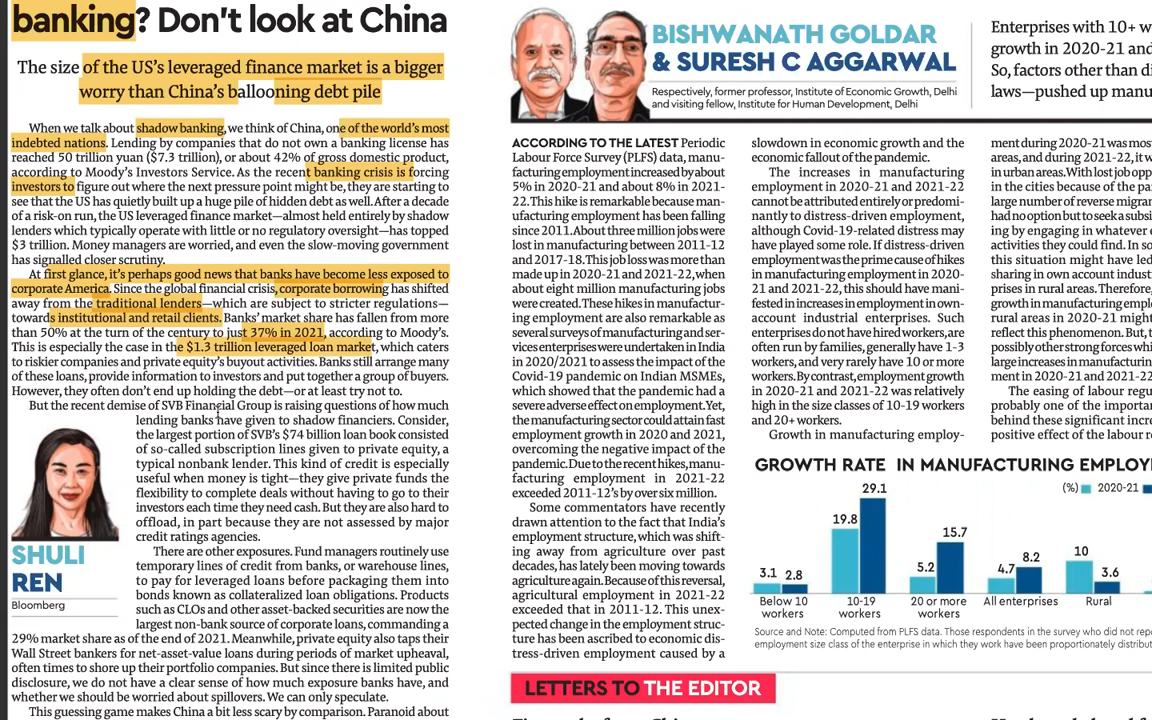 banking? Don't look at China
The size of the US's leveraged finance market is a bigger
worry than China's ballooning debt pile
When we talk about shadow banking, we think of China, one of the world's most
indebted nations. Lending by companies that do not own a banking license has
reached 50 trillion yuan ($7.3 trillion), or about 42% of gross domestic product,
according to Moody's Investors Service. As the recent banking crisis is forcing
investors to figure out where the next pressure point might be, they are starting to
see that the US has quietly built up a huge pile of hidden debt as well. After a decade
of a risk-on run, the US leveraged finance market—almost held entirely by shadow
lenders which typically operate with little or no regulatory oversight—has topped
$3 trillion. Money managers are worried, and even the slow-moving government
has signalled closer scrutiny.
At first glance, it's perhaps good news that banks have become less exposed to
corporate America. Since the global financial crisis, corporate borrowing has shifted
away from the traditional lenders—which are subject to stricter regulations—
towards institutional and retail clients. Banks' market share has fallen from more
than 50% at the turn of the century to just 37% in 2021, according to Moody's.
This is especially the case in the $1.3 trillion leveraged loan market, which caters
to riskier companies and private equity's buyout activities. Banks still arrange many
of these loans, provide information to investors and put together a group of buyers.
However, they often don't end up holding the debt—or at least try not to.
But the recent demise of SVB Financial Group is raising questions of how much
lending banks have given to shadow financiers. Consider,
the largest portion of SVB's $74 billion loan book consisted
of so-called subscription lines given to private equity, a
typical nonbank lender. This kind of credit is especially
useful when money is tight—they give private funds the
flexibility to complete deals without having to go to their
investors each time they need cash. But they are also hard to
offload, in part because they are not assessed by major
credit ratings agencies.
There are other exposures. Fund managers routinely use
temporary lines of credit from banks, or warehouse lines,
to pay for leveraged loans before packaging them into
bonds known as collateralized loan obligations. Products
such as CLOs and other asset-backed securities are now the
largest non-bank source of corporate loans, commanding a
29% market share as of the end of 2021. Meanwhile, private equity also taps their
Wall Street bankers for net-asset-value loans during periods of market upheaval,
often times to shore up their portfolio companies. But since there is limited public
disclosure, we do not have a clear sense of how much exposure banks have, and
whether we should be worried about spillovers. We can only speculate.
This guessing game makes China a bit less scary by comparison. Paranoid about
SHULI
REN
Bloomberg
BISHWANATH GOLDAR
& SURESH C AGGARWAL
Respectively, former professor, Institute of Economic Growth, Delhi
and visiting fellow, Institute for Human Development, Delhi
Enterprises with 10+ w
growth in 2020-21 and
So, factors other than di
laws—pushed up manu
ACCORDING TO THE LATEST Periodic
Labour Force Survey (PLFS) data, manu-
facturing employment increased by about
5% in 2020-21 and about 8% in 2021-
22. This hike is remarkable because man-
ufacturing employment has been falling
since 2011. About three million jobs were
lost in manufacturing between 2011-12
and 2017-18. This job loss was more than
made up in 2020-21 and 2021-22, when
about eight million manufacturing jobs
were created. These hikes in manufactur-
ing employment are also remarkable as
several surveys of manufacturing and ser-
vices enterprises were undertaken in India
in 2020/2021 to assess the impact of the
Covid-19 pandemic on Indian MSMEs,
which showed that the pandemic had a
severe adverse effect on employment. Yet,
the manufacturing sector could attain fast
employment growth in 2020 and 2021,
overcoming the negative impact of the
pandemic. Due to the recent hikes, manu-
facturing employment in 2021-22
exceeded 2011-12's by over six million.
Some commentators have recently
drawn attention to the fact that India's
employment structure, which was shift-
ing away from agriculture over past
decades, has lately been moving towards
agriculture again. Because of this reversal,
agricultural employment in 2021-22
exceeded that in 2011-12. This unex-
pected change in the employment struc-
ture has been ascribed to economic dis-
tress-driven employment caused by a
slowdown in economic growth and the
economic fallout of the pandemic.
The increases in manufacturing
employment in 2020-21 and 2021-22
cannot be attributed entirely or predomi-
nantly to distress-driven employment,
although Covid-19-related distress may
have played some role. If distress-driven
employment was the prime cause of hikes
in manufacturing employment in 2020-
21 and 2021-22, this should have mani-
fested in increases in employment in own-
account industrial enterprises. Such
enterprises do not have hired workers, are
often run by families, generally have 1-3
workers, and very rarely have 10 or more
workers. By contrast, employment growth
in 2020-21 and 2021-22 was relatively
high in the size classes of 10-19 workers
and 20+ workers.
Growth in manufacturing employ-
ment during 2020-21 was mos
areas, and during 2021-22, it w
in urban areas. With lost job opp
in the cities because of the pa
large number of reverse migran
had no option but to seek a subsi
ing by engaging in whatever e
activities they could find. In so
this situation might have led
sharing in own account indust
prises in rural areas. Therefore,
growth in manufacturing emplo
rural areas in 2020-21 might
reflect this phenomenon. But, t
possibly other strong forces whi
large increases in manufacturin
ment in 2020-21 and 2021-22
The easing of labour regu
probably one of the importan
behind these significant incre
positive effect of the labour re
GROWTH RATE IN MANUFACTURING EMPLOY
(%) 2020-21
3.1 2.8
19.8 29.1
5.2 15.7
4.7 8.2
10 3.6
Below 10 workers
10-19 workers
20 or more workers
All enterprises
Rural
Source and Note: Computed from PLFS data. Those respondents in the survey who did not repo
employment size class of the enterprise in which they work have been proportionately distribut
LETTERS TO THE EDITOR